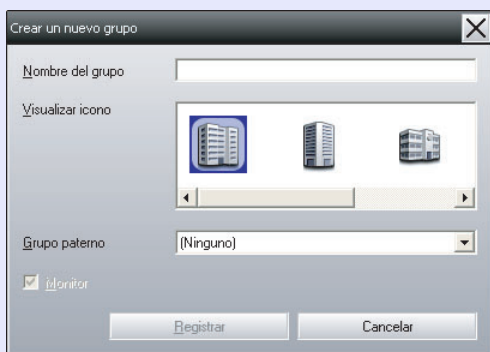 Crear un nuevo grupo
Nombre del grupo
Visualizar icono
Grupo paterno
(Ninguno)
Monitor
Registrar
Cancelar